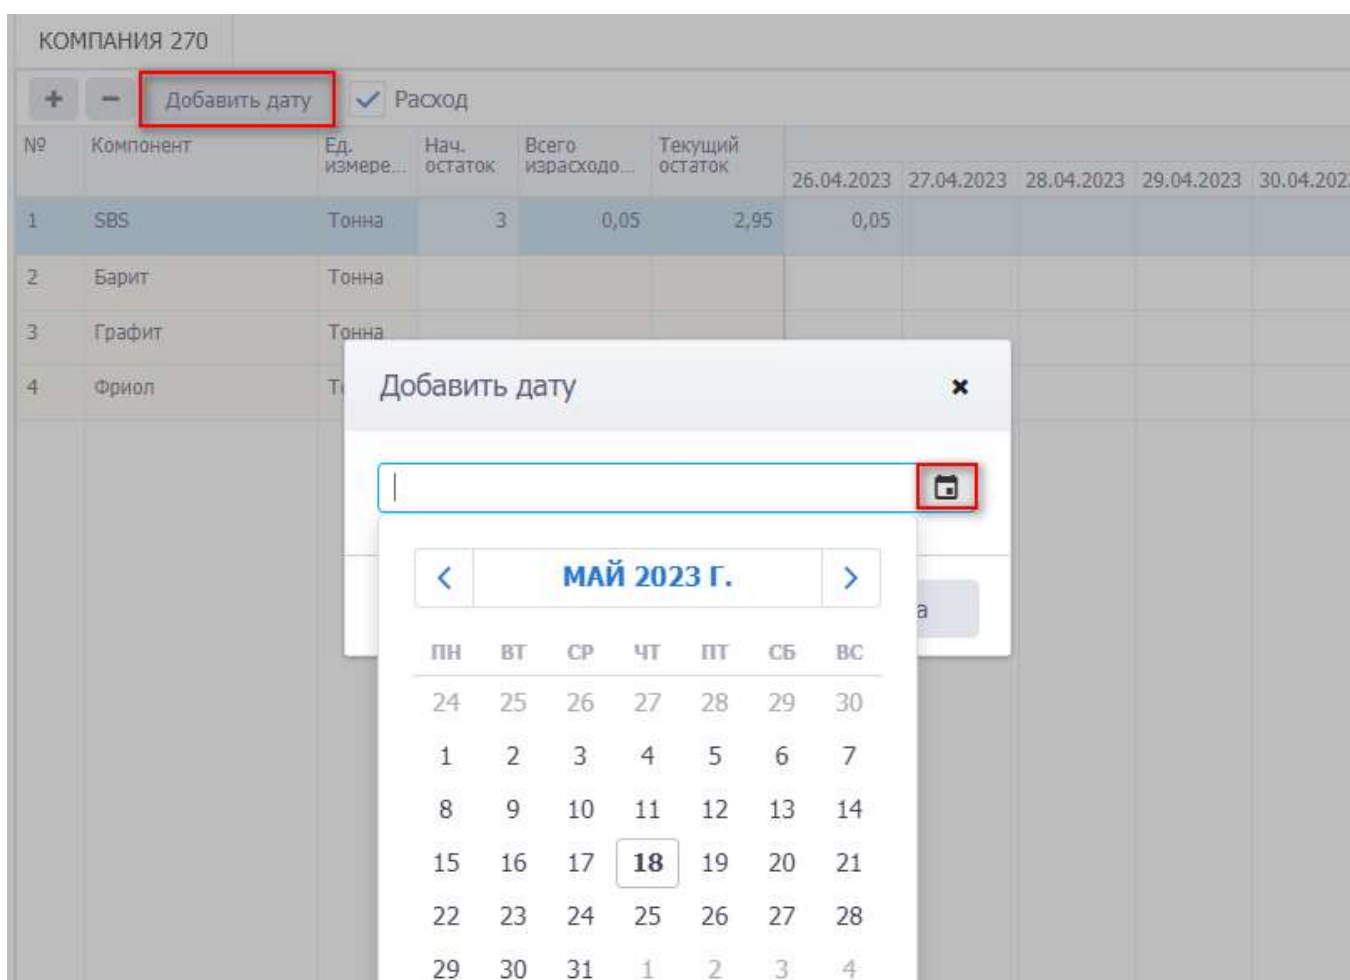 КОМПАНИЯ 270
+ − Добавить дату Расход
№ Компонент Ед. измере... Нач. остаток Всего израсходо... Текущий остаток
26.04.2023 27.04.2023 28.04.2023 29.04.2023 30.04.202
1 SBS Тонна 3 0,05 2,95 0,05
2 Барит Тонна
3 Графит Тонна
4 Фриол
Добавить дату
МАЙ 2023 Г.
ПН ВТ СР ЧТ ПТ СБ ВС
24 25 26 27 28 29 30
1 2 3 4 5 6 7
8 9 10 11 12 13 14
15 16 17 18 19 20 21
22 23 24 25 26 27 28
29 30 31 1 2 3 4